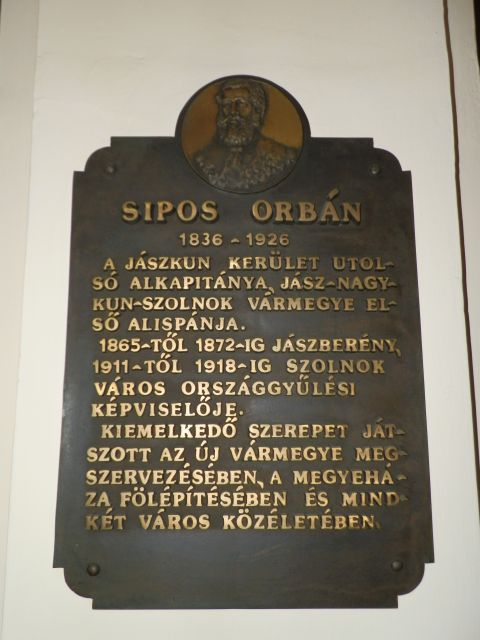 SIPOS ORBÁN
1836 - 1926
A JÁSZKUN KERÜLET UTOL-
SÓ ALKAPITÁNYA, JÁSZ-NAGY-
KUN-SZOLNOK VÁRMEGYE EL-
SŐ ALISPÁNJA.
1865-TŐL 1872-IG JÁSZBERÉNY,
1911-TŐL 1918-IG SZOLNOK
VÁROS ORSZÁGGYŰLÉSI
KÉPVISELŐJE.
KIEMELKEDŐ SZEREPET JÁT-
SZOTT AZ ÚJ VÁRMEGYE MEG-
SZERVEZÉSÉBEN, A MEGYEHÁ-
ZA FÖLÉPÍTÉSÉBEN ÉS MIND-
KÉT VÁROS KÖZÉLETÉBEN.